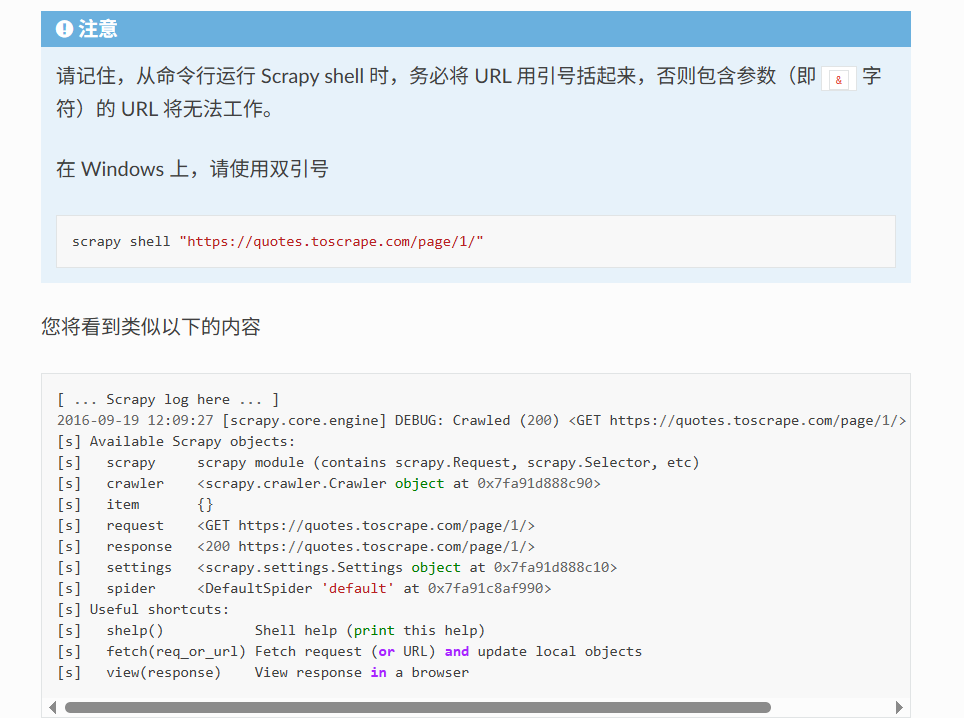 注意
请记住，从命令行运行 Scrapy shell 时，务必将 URL 用引号括起来，否则包含参数（即 & 字
符）的 URL 将无法工作。
在 Windows 上，请使用双引号
scrapy shell "https://quotes.toscrape.com/page/1/"
您将看到类似以下的内容
[ ... Scrapy log here ... ]
2016-09-19 12:09:27 [scrapy.core.engine] DEBUG: Crawled (200) <GET https://quotes.toscrape.com/page/1/>
[s] Available Scrapy objects:
[s]   scrapy     scrapy module (contains scrapy.Request, scrapy.Selector, etc)
[s]   crawler    <scrapy.crawler.Crawler object at 0x7fa91d888c90>
[s]   item       {}
[s]   request    <GET https://quotes.toscrape.com/page/1/>
[s]   response   <200 https://quotes.toscrape.com/page/1/>
[s]   settings   <scrapy.settings.Settings object at 0x7fa91d888c10>
[s]   spider     <DefaultSpider 'default' at 0x7fa91c8af990>
[s] Useful shortcuts:
[s]   shelp()           Shell help (print this help)
[s]   fetch(req_or_url) Fetch request (or URL) and update local objects
[s]   view(response)    View response in a browser